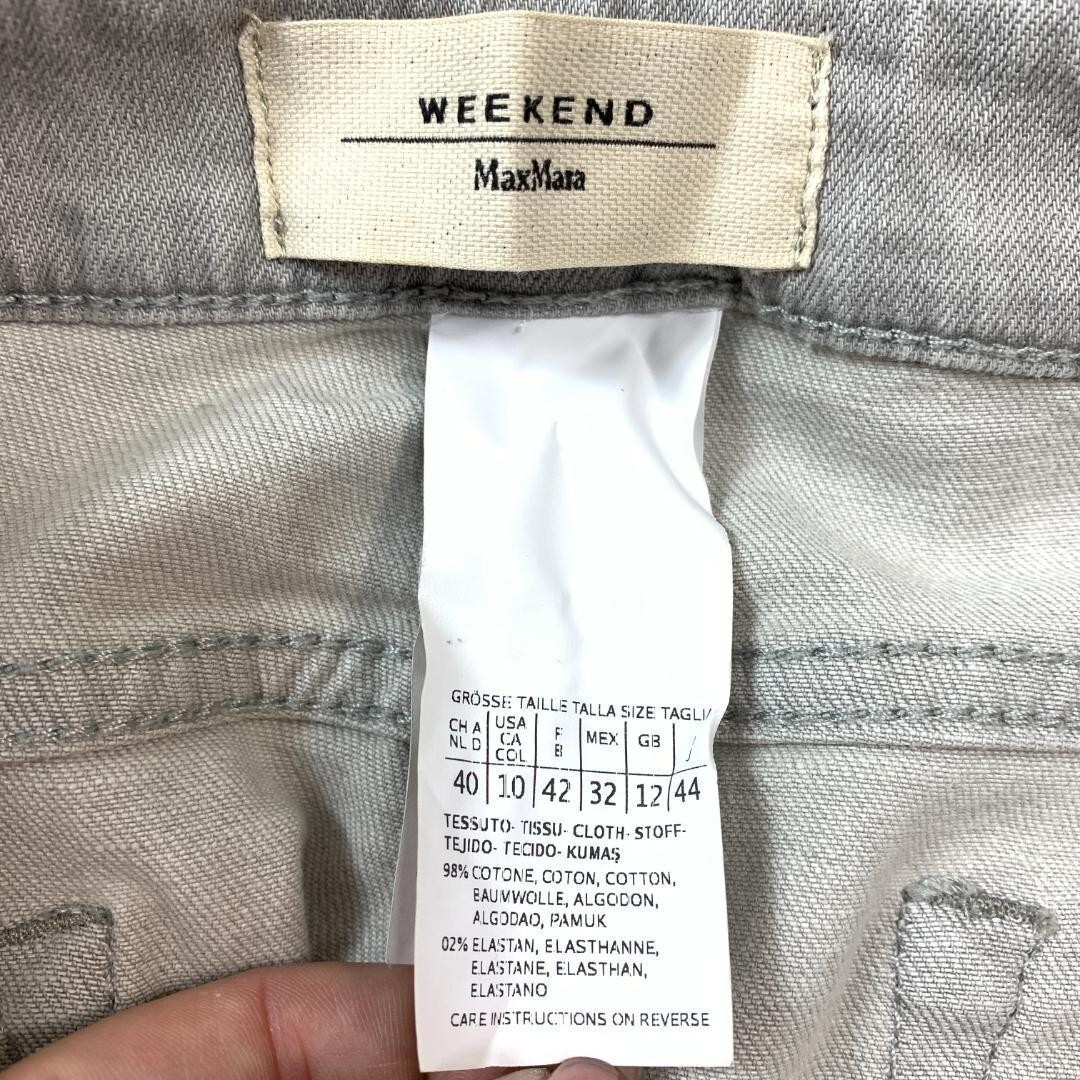 WEEKEND
MaxMara
GRÖSSE TAILLE TALLA SIZE TAGLI
CH A USA F MEX GB I
NL D CA B
COL
40 10 42 32 12 44
TESSUTO- TISSU- CLOTH- STOFF-
TEJIDO- TECIDO- KUMAŞ
98% COTONE, COTON, COTTON,
BAUMWOLLE, ALGODON,
ALGODAO, PAMUK
02% ELASTAN, ELASTHANNE,
ELASTANE, ELASTHAN,
ELASTANO
CARE INSTRUCTIONS ON REVERSE